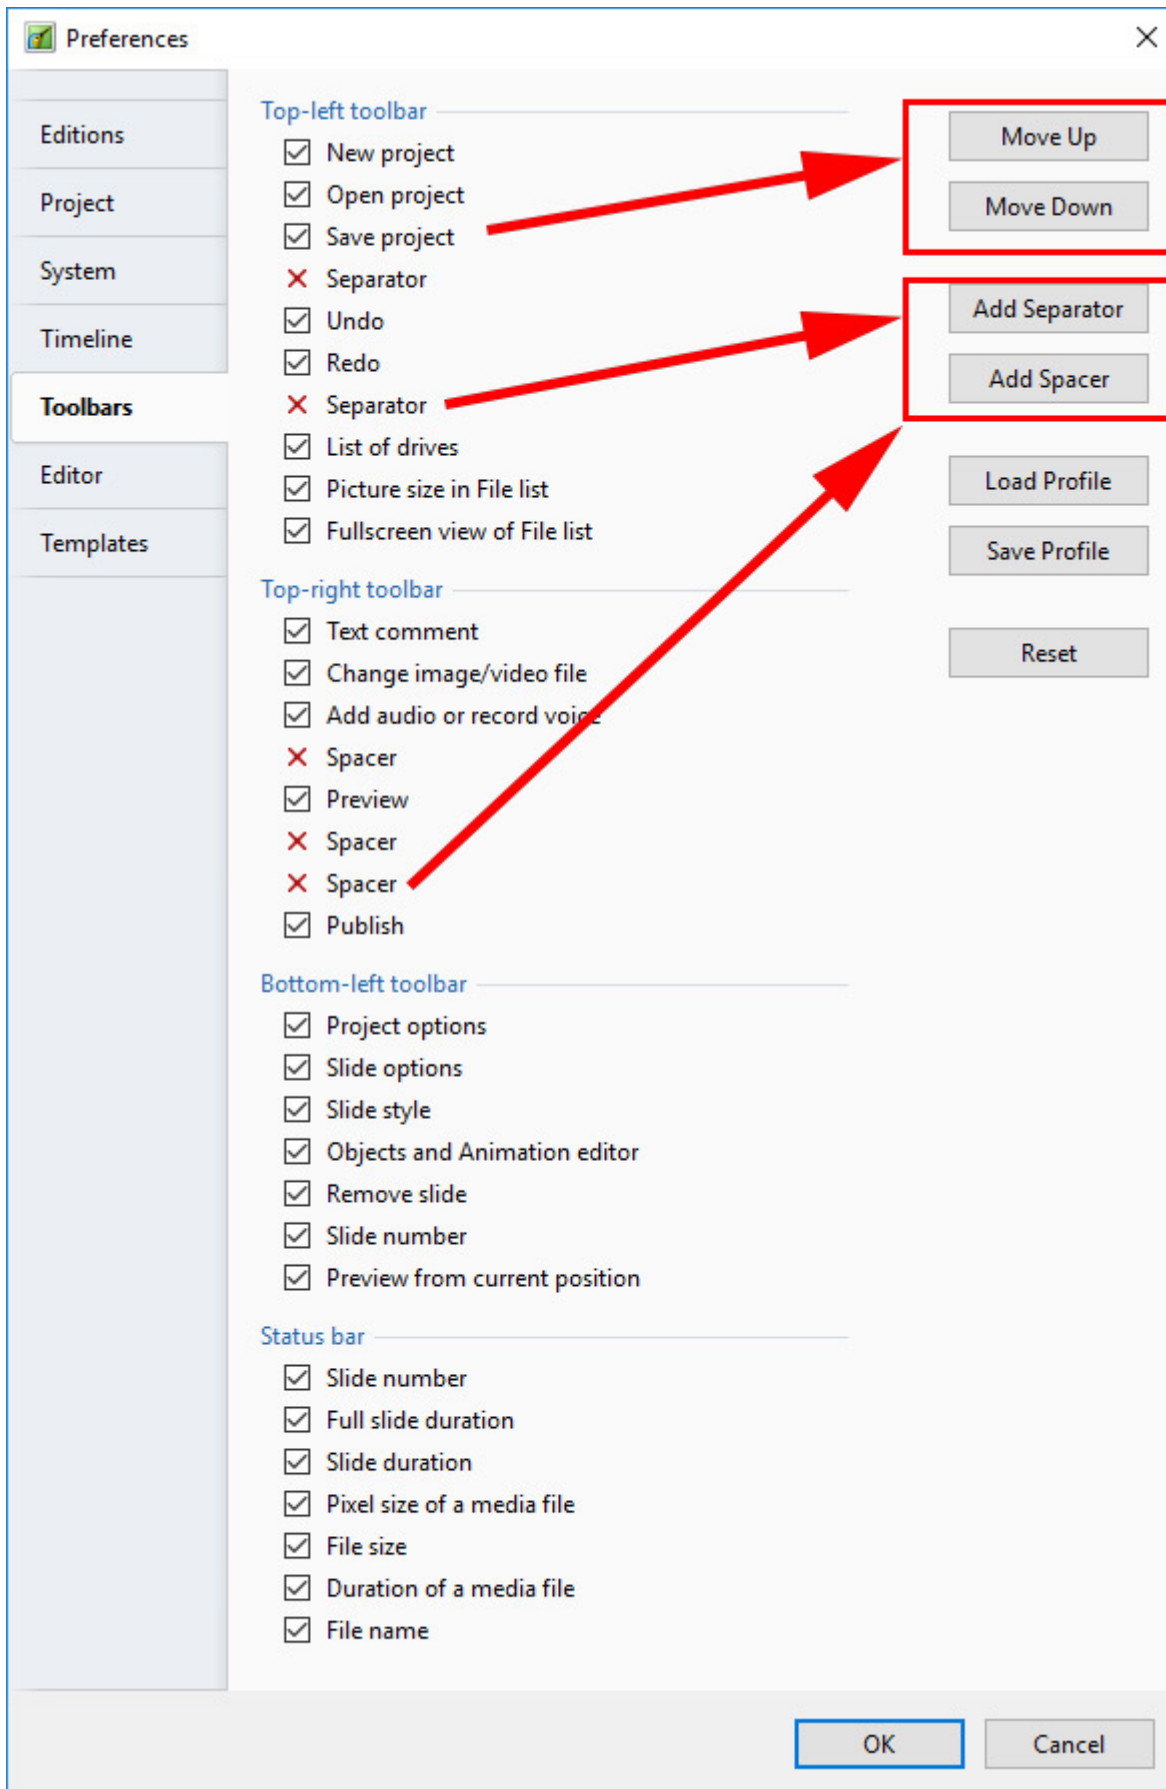 Preferences
Editions
Project
System
Timeline
Toolbars
Editor
Templates
Top-left toolbar
New project
Open project
Save project
Separator
Undo
Redo
Separator
List of drives
Picture size in File list
Fullscreen view of File list
Top-right toolbar
Text comment
Change image/video file
Add audio or record voice
Spacer
Preview
Spacer
Spacer
Publish
Bottom-left toolbar
Project options
Slide options
Slide style
Objects and Animation editor
Remove slide
Slide number
Preview from current position
Status bar
Slide number
Full slide duration
Slide duration
Pixel size of a media file
File size
Duration of a media file
File name
Move Up
Move Down
Add Separator
Add Spacer
Load Profile
Save Profile
Reset
OK
Cancel